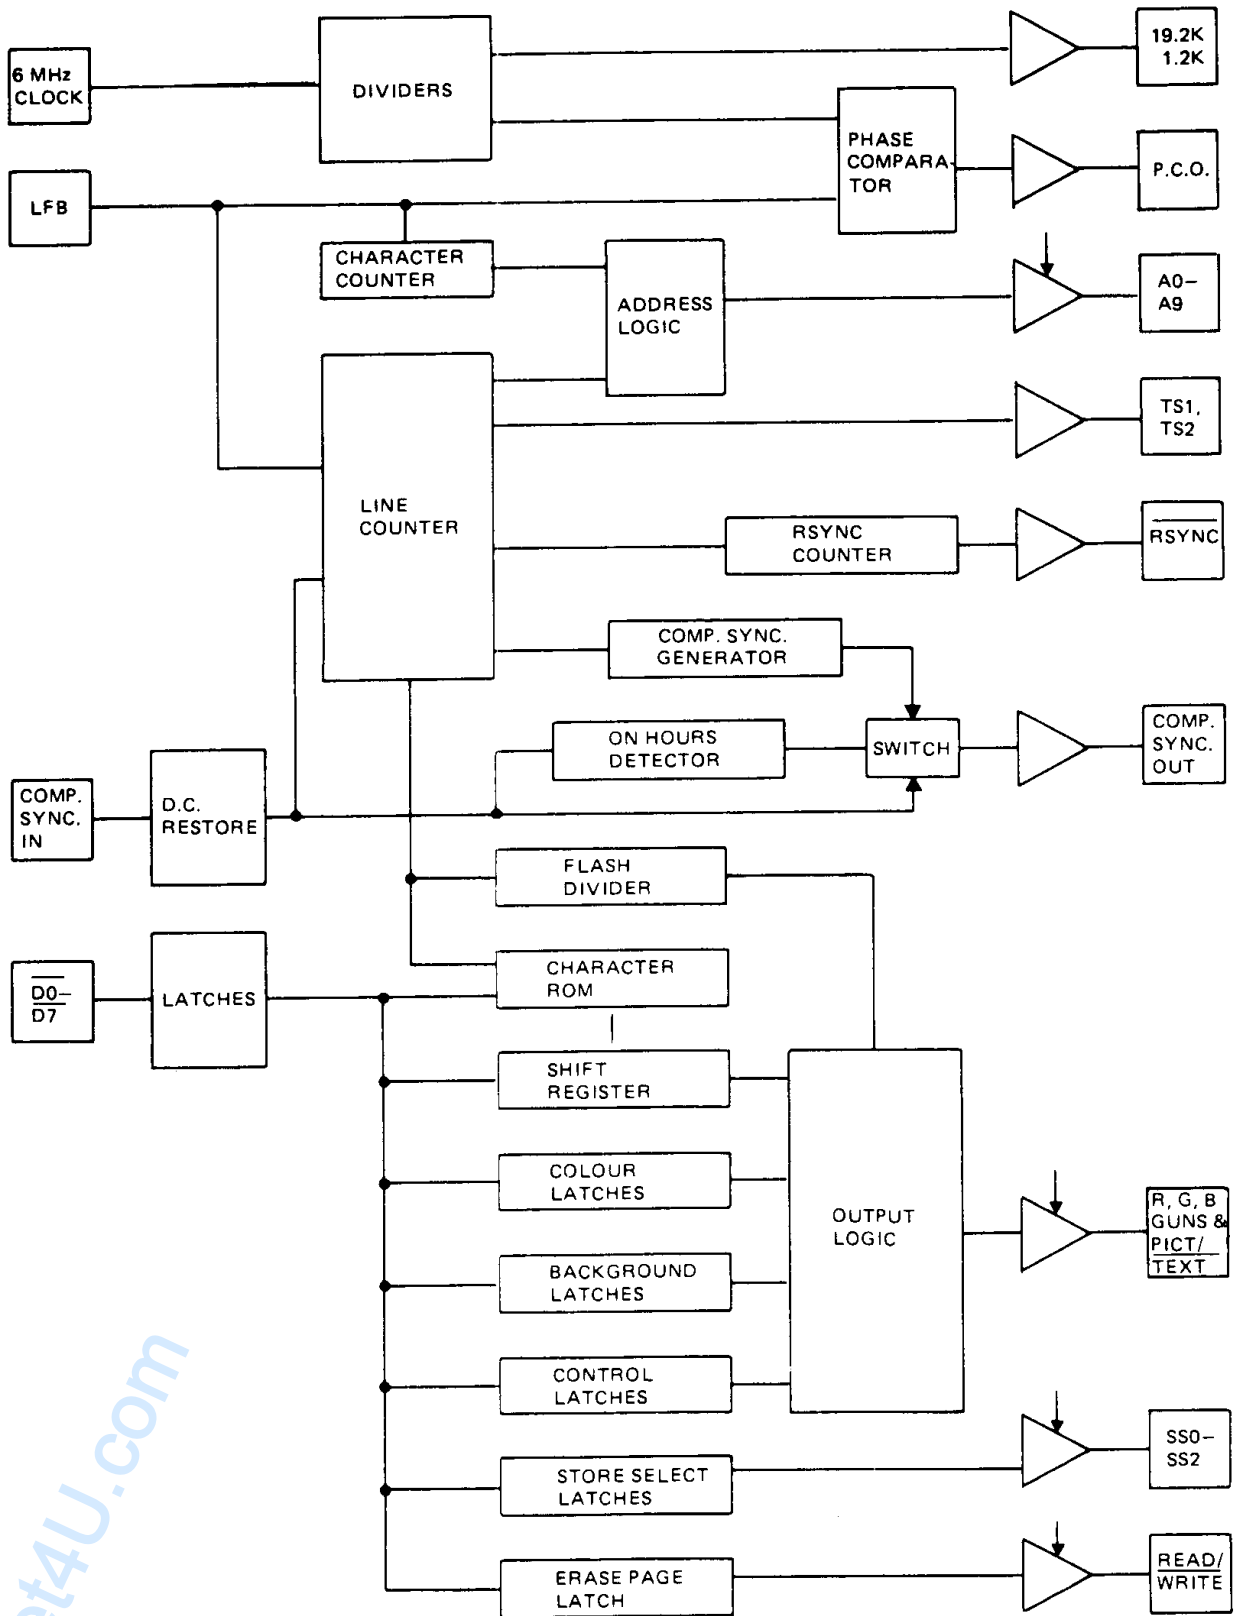 6 MHz
CLOCK
DIVIDERS
19.2K
1.2K
PHASE
COMPARA-
TOR
P.C.O.
LFB
CHARACTER
COUNTER
ADDRESS
LOGIC
A0–
A9
TS1,
TS2
LINE
COUNTER
RSYNC
COUNTER
RSYNC
COMP. SYNC.
GENERATOR
ON HOURS
DETECTOR
SWITCH
COMP.
SYNC.
OUT
COMP.
SYNC.
IN
D.C.
RESTORE
FLASH
DIVIDER
D0–
D7
LATCHES
CHARACTER
ROM
SHIFT
REGISTER
COLOUR
LATCHES
OUTPUT
LOGIC
R, G, B
GUNS &
PICT/
TEXT
BACKGROUND
LATCHES
CONTROL
LATCHES
STORE SELECT
LATCHES
SS0–
SS2
ERASE PAGE
LATCH
READ/
WRITE
et4U.com